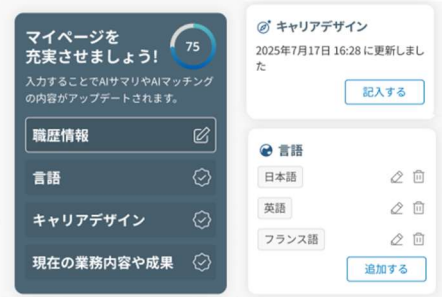 マイページを
充実させましょう!
75
入力することでAIサマリやAIマッチング
の内容がアップデートされます。
職歴情報
言語
キャリアデザイン
現在の業務内容や成果
キャリアデザイン
2025年7月17日 16:28 に更新しまし
た
記入する
言語
日本語
英語
フランス語
追加する